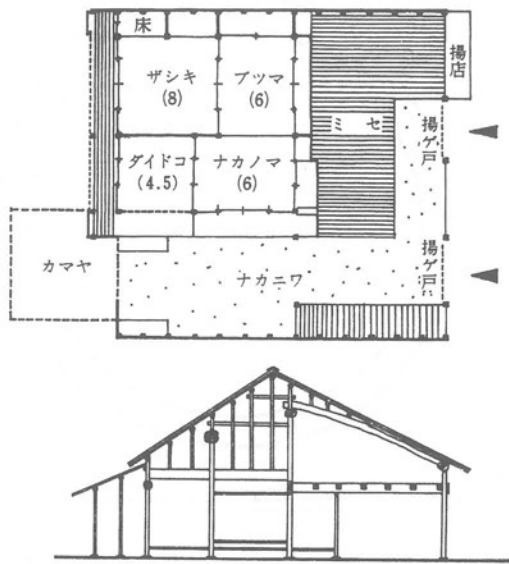 床
ザシキ
(8)
ブツマ
(6)
ミセ
揚店
揚ゲ戸
ダイドコ
(4.5)
ナカノマ
(6)
カマヤ
ナカニワ
揚ゲ戸